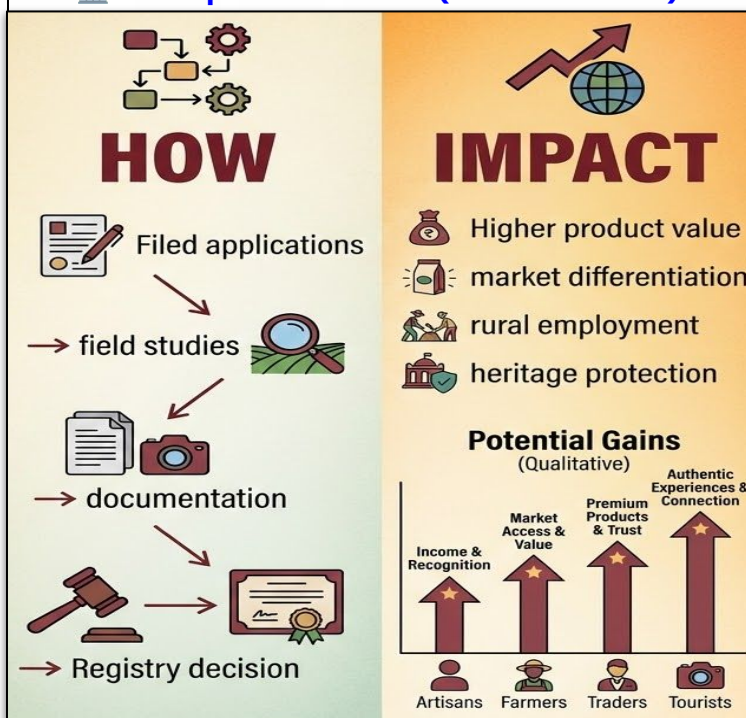 HOW
Filed applications
field studies
documentation
Registry decision
IMPACT
₹
Higher product value
market differentiation
rural employment
heritage protection
Potential Gains
(Qualitative)
Income &
Recognition
Market
Access &
Value
Premium
Products
& Trust
Authentic
Experiences &
Connection
Artisans
Farmers
Traders
Tourists